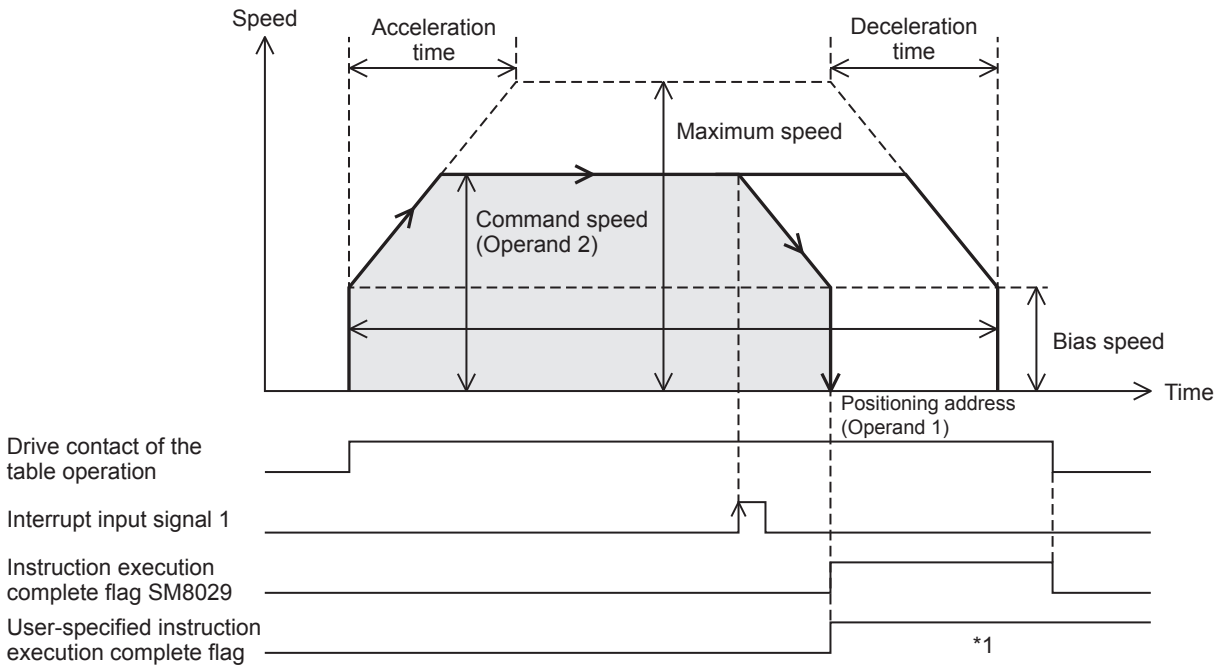 Speed
Acceleration
time
Deceleration
time
Maximum speed
Command speed
(Operand 2)
Bias speed
Time
Positioning address
(Operand 1)
Drive contact of the
table operation
Interrupt input signal 1
Instruction execution
complete flag SM8029
User-specified instruction
execution complete flag
*1